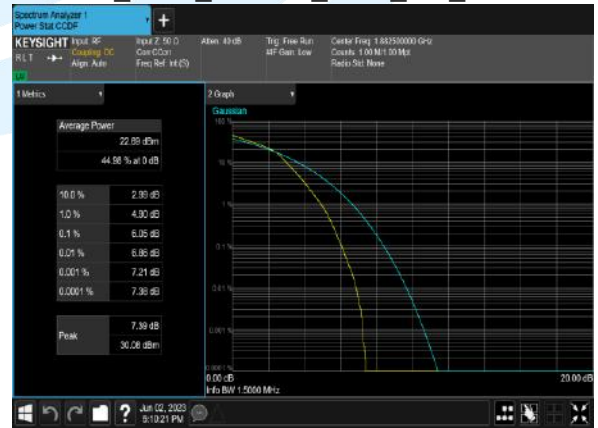 Spectrum Analyzer 1
Power Stat CCDF
KEYSIGHT Input: RF
Coupling: DC
Align: Auto
Input Z: 50 Ω
Corr CCorr
Freq Ref: Int (S)
Atten: 40 dB
Trig: Free Run
#IF Gain: Low
Center Freq: 1.882500000 GHz
Counts: 1.00 M/1.00 Mpt
Radio Std: None
1 Metrics
Average Power
22.69 dBm
44.98 % at 0 dB
10.0 % 2.99 dB
1.0 % 4.90 dB
0.1 % 6.05 dB
0.01 % 6.86 dB
0.001 % 7.21 dB
0.0001 % 7.38 dB
Peak
7.39 dB
30.08 dBm
2 Graph
Gaussian
100 %
10 %
1 %
0.1 %
0.01 %
0.001 %
0.0001 %
0.00 dB
20.00 dB
Info BW 1.5000 MHz
?
Jun 02, 2023